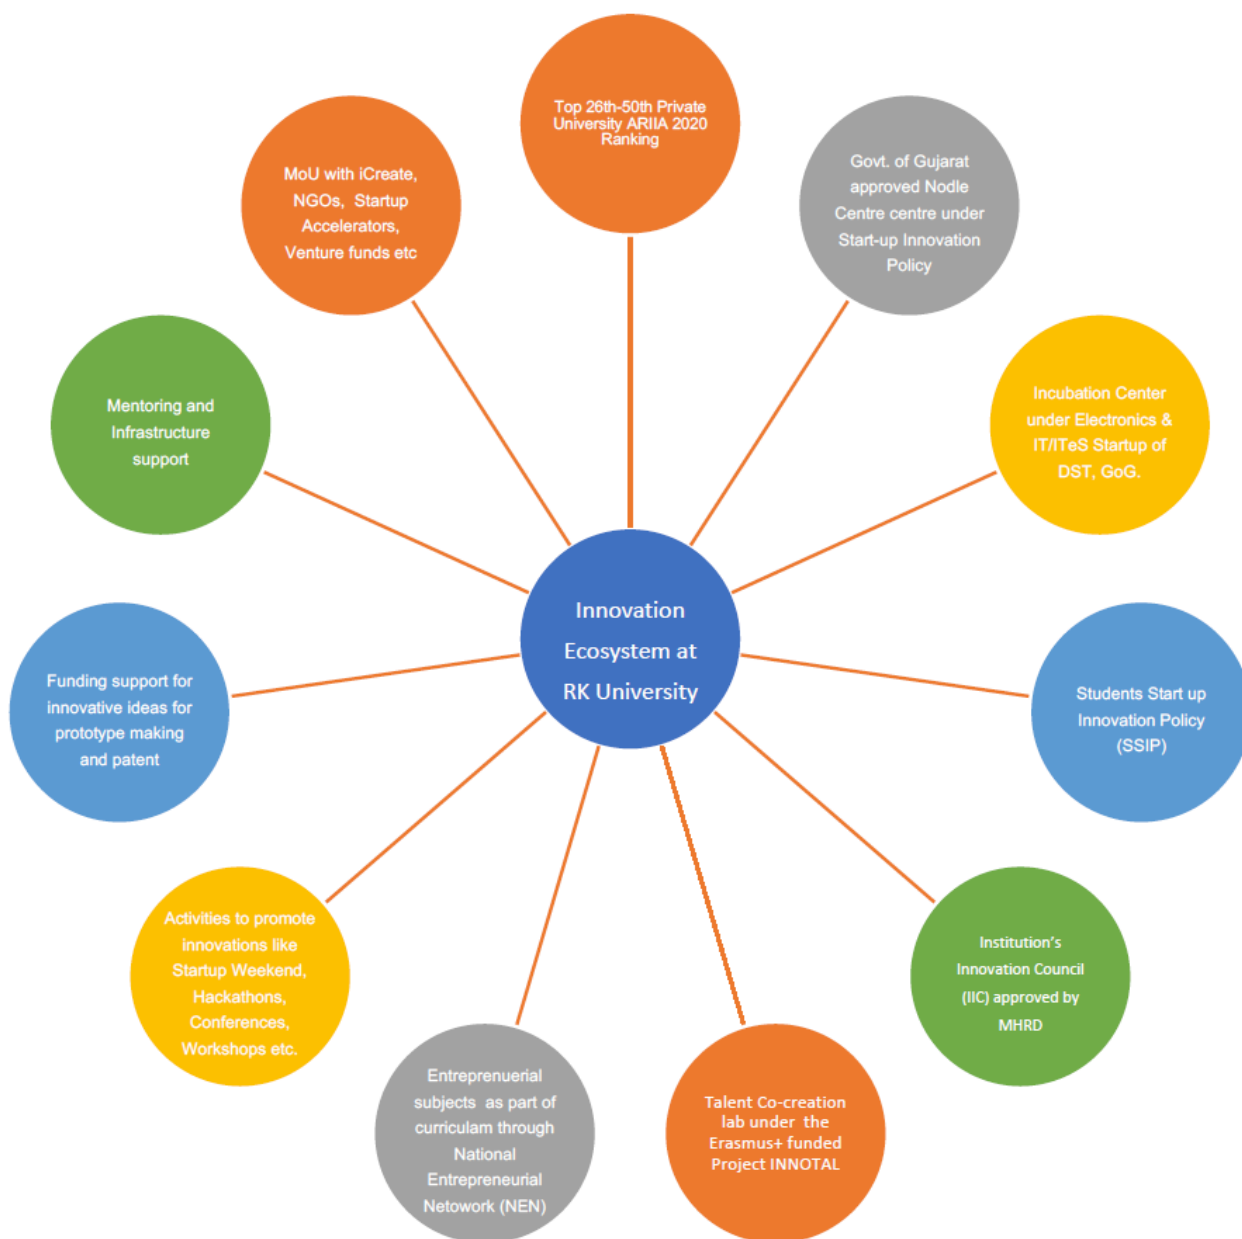 Top 26th-50th Private
University ARIIA 2020
Ranking
Govt. of Gujarat
approved Nodle
Centre centre under
Start-up Innovation
Policy
Incubation Center
under Electronics &
IT/ITeS Startup of
DST, GoG.
Students Start up
Innovation Policy
(SSIP)
Institution's
Innovation Council
(IIC) approved by
MHRD
Talent Co-creation
lab under the
Erasmus+ funded
Project INNOTAL
Entreprenuerial
subjects as part of
curriculam through
National
Entrepreneurial
Netowork (NEN)
Activities to promote
innovations like
Startup Weekend,
Hackathons,
Conferences,
Workshops etc.
Funding support for
innovative ideas for
prototype making
and patent
Mentoring and
Infrastructure
support
MoU with iCreate,
NGOs, Startup
Accelerators,
Venture funds etc
Innovation
Ecosystem at
RK University